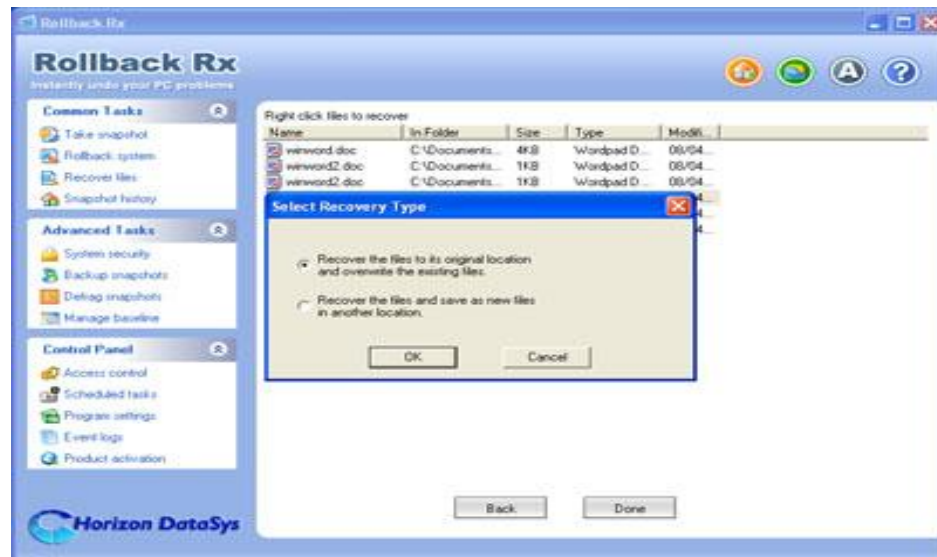 Rollback Rx
Rollback Rx
Instantly undo your PC problems
Common Tasks
Take snapshot
Rollback system
Recover files
Snapshot history
Advanced Tasks
System security
Backup snapshots
Defrag snapshots
Manage baseline
Control Panel
Access control
Scheduled tasks
Program settings
Event logs
Product activation
Horizon DataSys
A ?
Right click files to recover
Name In Folder Size Type Modifi...
winword.doc C:\Documents... 4KB Wordpad D... 08/04...
winword2.doc C:\Documents... 1KB Wordpad D... 08/04...
winword2.doc C:\Documents... 1KB Wordpad D... 08/04...
Select Recovery Type
Recover the files to its original location
and overwrite the existing files.
Recover the files and save as new files
in another location.
OK Cancel
Back Done